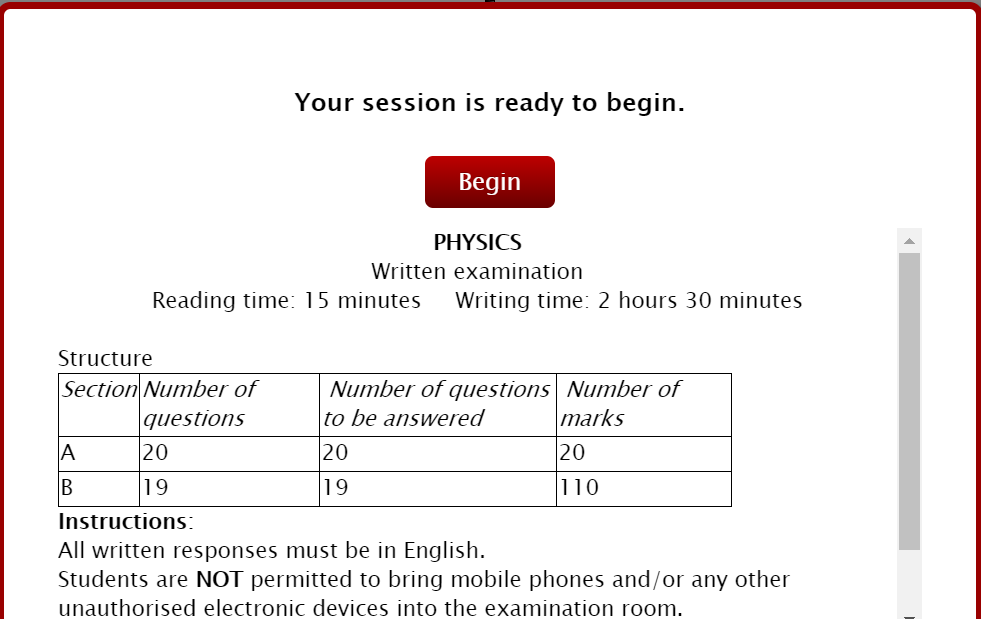 Your session is ready to begin.
Begin
PHYSICS
Written examination
Reading time: 15 minutes Writing time: 2 hours 30 minutes
Structure
Section Number of questions Number of questions to be answered Number of marks
A 20 20 20
B 19 19 110
Instructions:
All written responses must be in English.
Students are NOT permitted to bring mobile phones and/or any other
unauthorised electronic devices into the examination room.